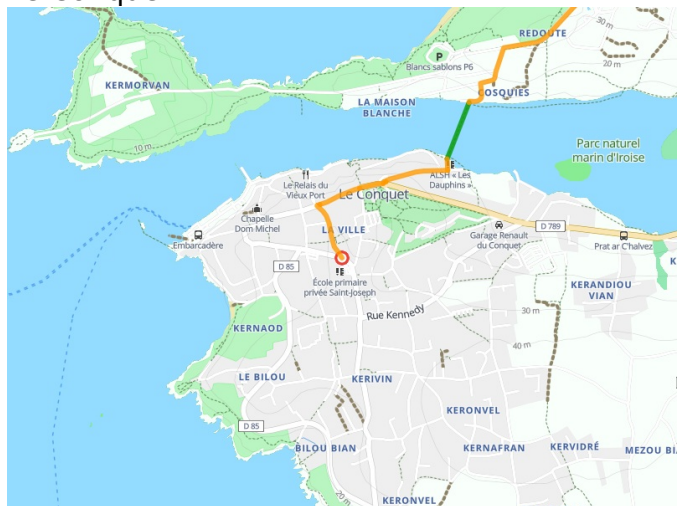 REDOUTE
30 m
20 m
P
Blancs sablons P6
KERMORVAN
COSQUIES
LA MAISON
BLANCHE
10 m
Parc naturel
marin d'Iroise
ALSH « Les
Dauphins »
Le Relais du
Vieux Port
Le Conquet
Chapelle
Dom Michel
LA VILLE
D 789
Garage Renault
du Conquet
Embarcadère
Prat ar C'halvez
D 85
École primaire
privée Saint-Joseph
K
KERANDIOU
VIAN
Rue Kennedy
30 m
KERNAOD
40 m
LE BILOU
KERIVIN
KERONVEL
D 85
BILOU BIAN
KERNAFRAN
KERVIDRÉ
MEZOU BI
20 m
KERONVEL